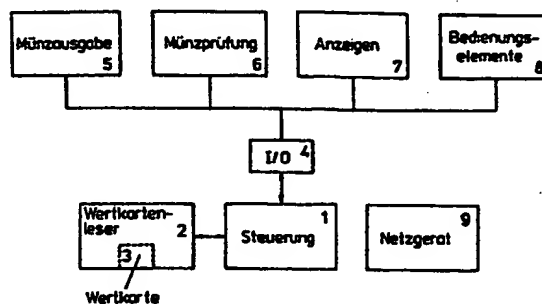 Münzausgabe
5
Münzprüfung
6
Anzeigen
7
Bedienungs-
elemente
8
I/O 4
Wertkarten-
leser
2
3
Wertkarte
1
Steuerung
9
Netzgerät